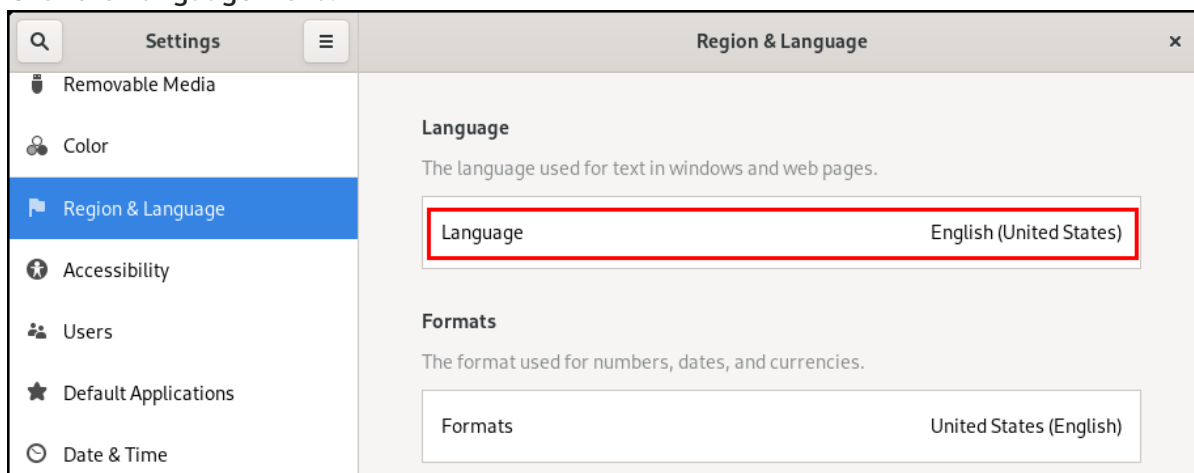 Settings
Region & Language
Removable Media
Color
Region & Language
Accessibility
Users
Default Applications
Date & Time
Language
The language used for text in windows and web pages.
Language English (United States)
Formats
The format used for numbers, dates, and currencies.
Formats United States (English)